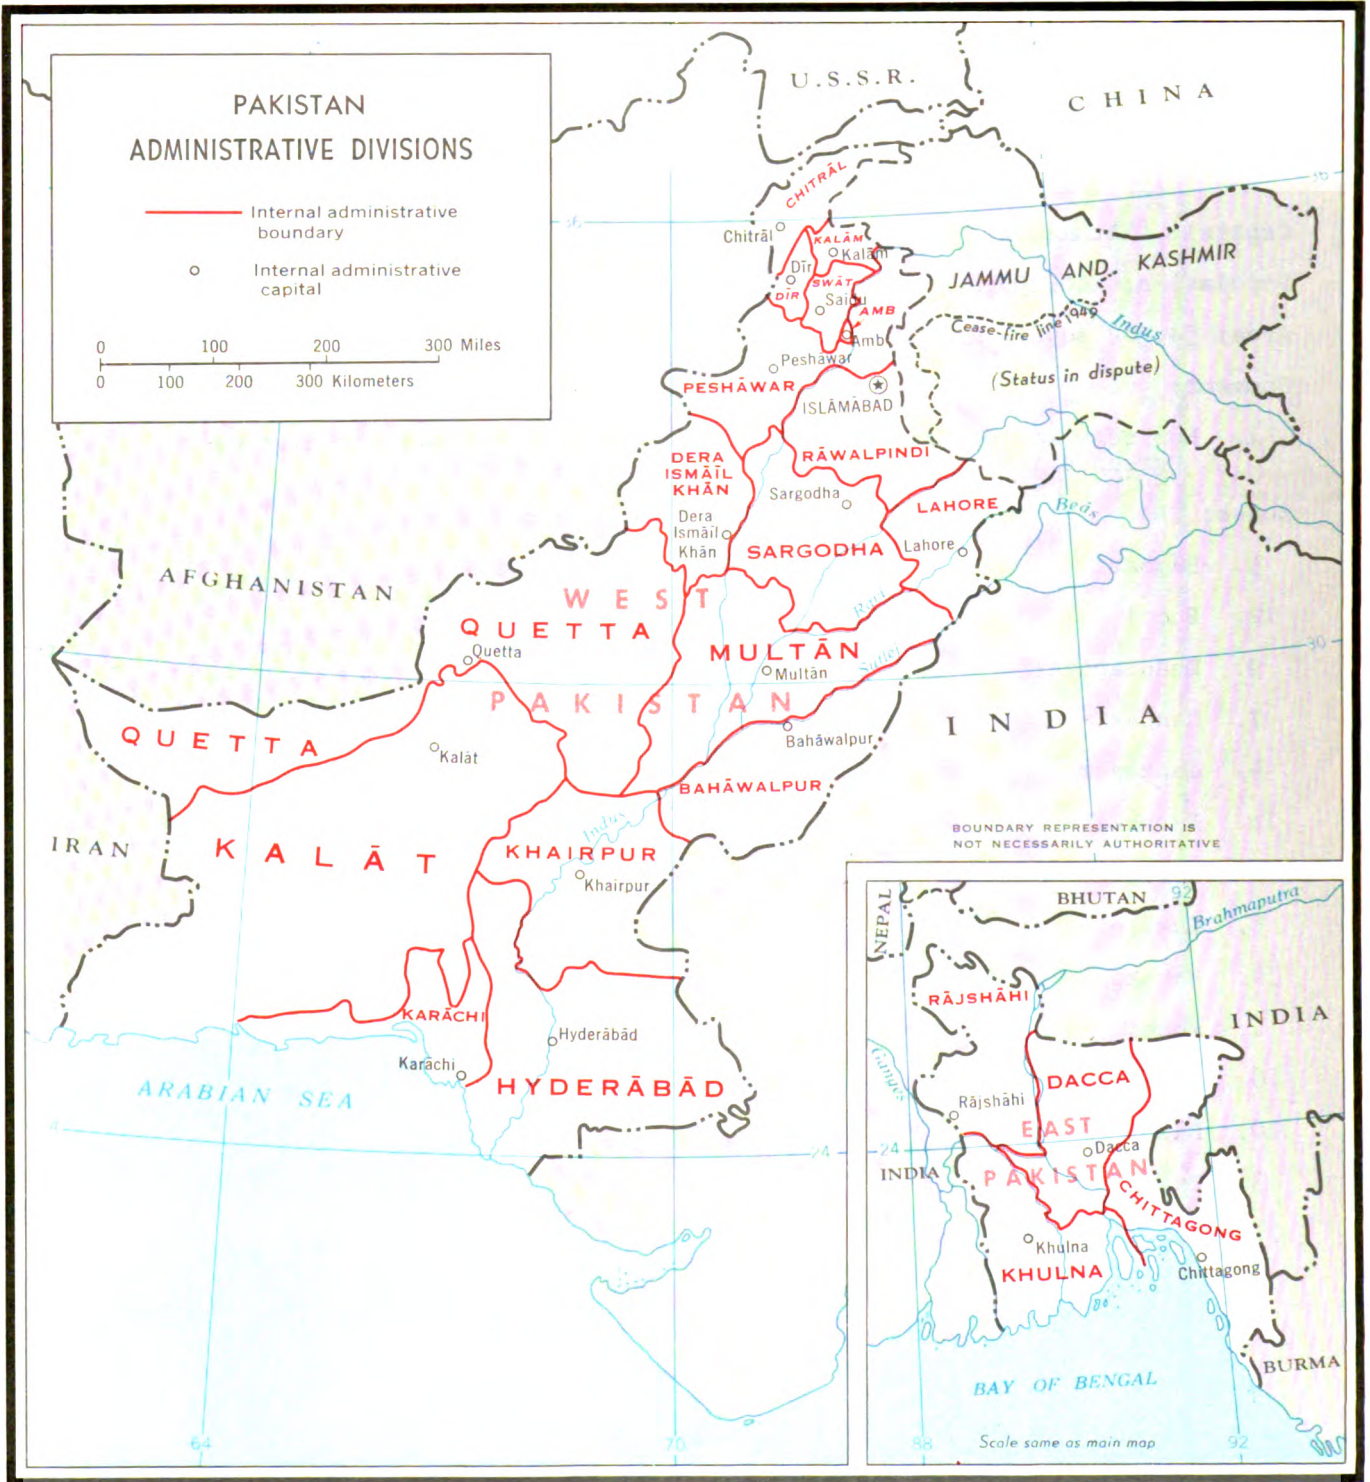 PAKISTAN
ADMINISTRATIVE DIVISIONS
Internal administrative
boundary
Internal administrative
capital
0 100 200 300 Miles
0 100 200 300 Kilometers
U.S.S.R.
CHINA
36
36
CHITRĀL
Chitrāl
KALĀM
Kalām
Dīr
DĪR
SWĀT
Saidu
AMB
Amb
JAMMU AND KASHMIR
Cease-fire line 1949
Indus
(Status in dispute)
Peshāwar
PESHĀWAR
ISLĀMĀBAD
RĀWALPINDI
DERA
ISMĀĪL
KHĀN
Sargodha
LAHORE
Beās
Dera
Ismāīl
Khān
SARGODHA
Lahore
AFGHANISTAN
WEST
Ravi
QUETTA
MULTĀN
Sutlej
30
Quetta
Multān
PAKISTAN
INDIA
QUETTA
Kalāt
Bahāwalpur
BAHĀWALPUR
Indus
IRAN
KALĀT
KHAIRPUR
Khairpur
BOUNDARY REPRESENTATION IS
NOT NECESSARILY AUTHORITATIVE
KARĀCHI
Hyderābād
Karāchi
HYDERĀBĀD
ARABIAN SEA
24
64
70
NEPAL
BHUTAN
92
Brahmaputra
RĀJSHĀHI
INDIA
Ganges
DACCA
Rājshāhi
EAST
24
Dacca
INDIA
PAKISTAN
CHITTAGONG
Khulna
KHULNA
Chittagong
BURMA
BAY OF BENGAL
Scale same as main map
88
92